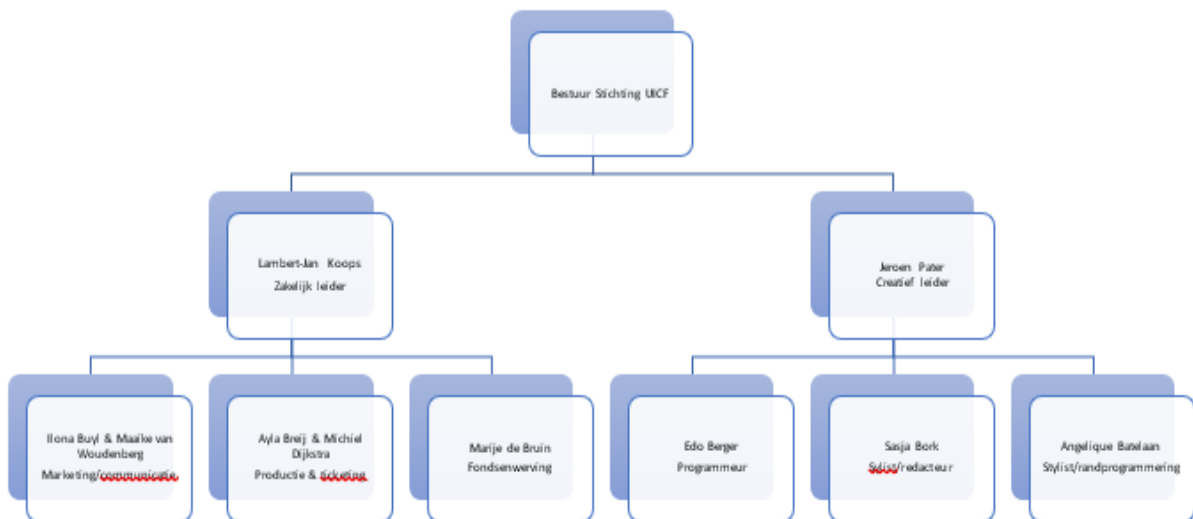 Bestuur Stichting UICF
Lambert-Jan Koops
Zakelijk leider
Jeroen Pater
Creatief leider
Ilona Buyl & Maaike van
Woudenberg
Marketing/communicatie
Ayla Breij & Michiel
Dijkstra
Productie & ticketing
Marije de Bruin
Fondsenwerving
Edo Berger
Programmeur
Sasja Bork
Sylist/redacteur
Angelique Batelaan
Stylist/randprogrammering